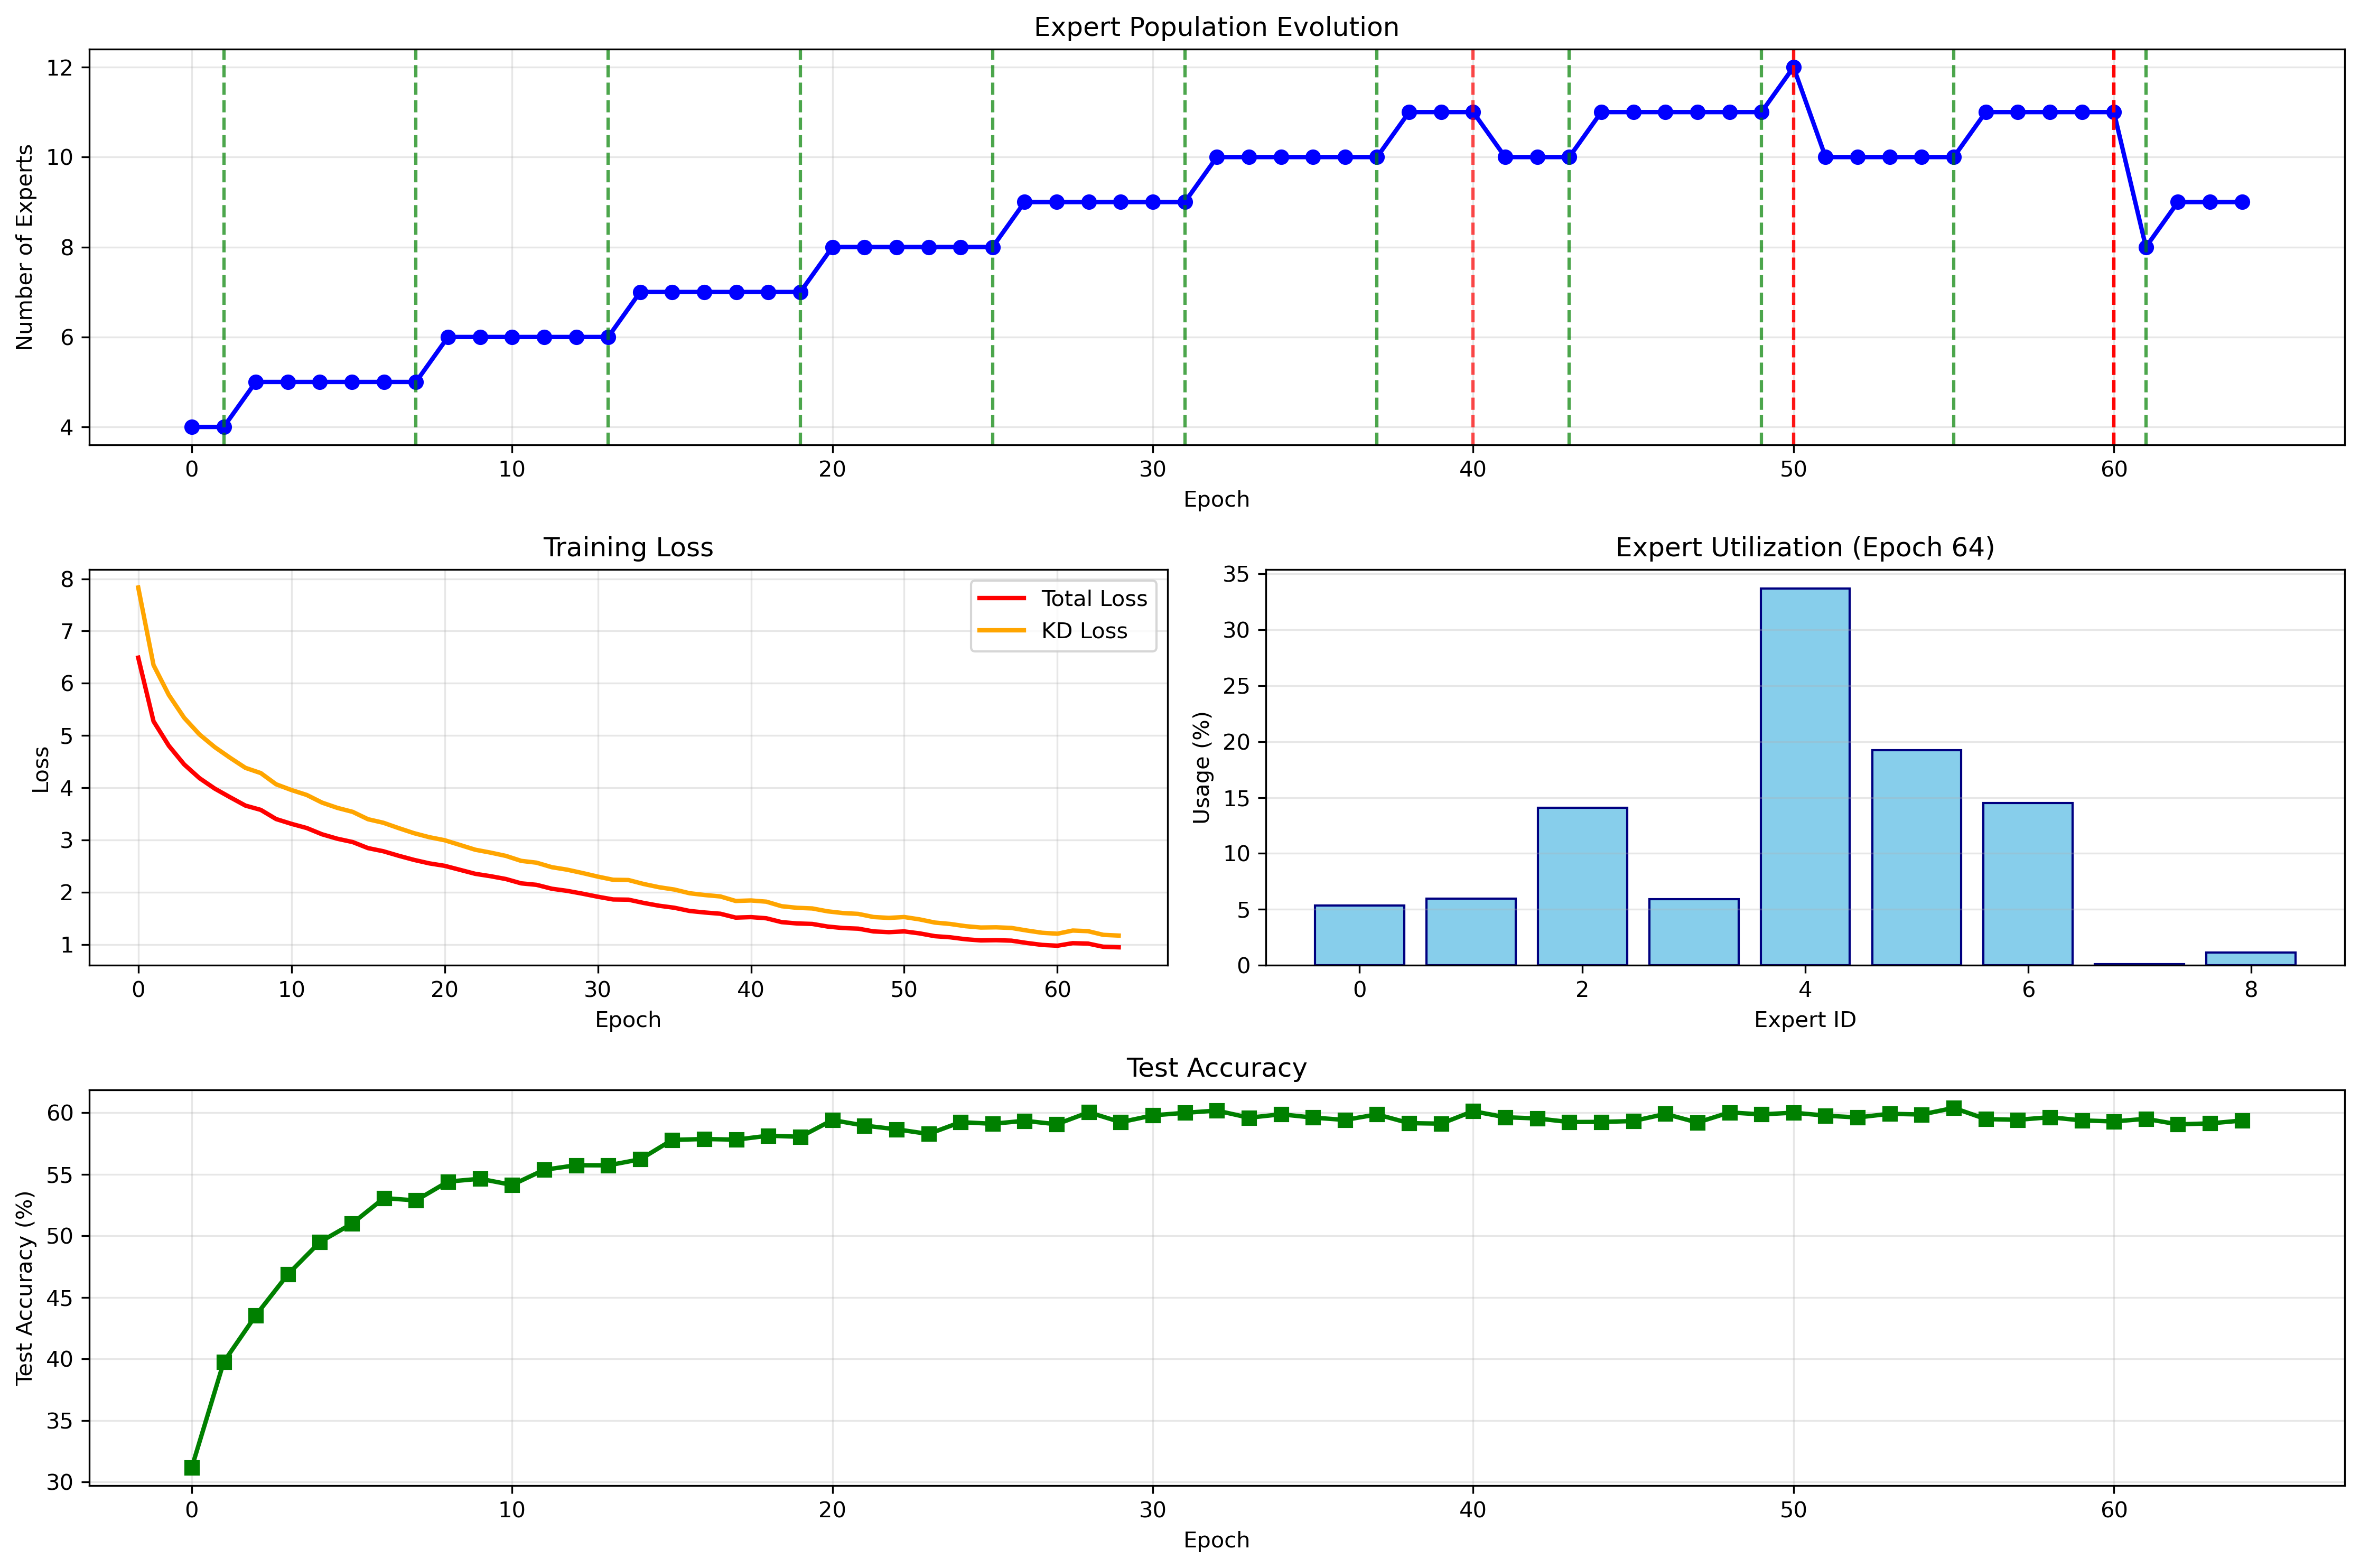 Expert Population Evolution
Number of Experts
12
10
8
6
4
0 10 20 30 40 50 60
Epoch
Training Loss
Loss
8
7
6
5
4
3
2
1
Total Loss
KD Loss
0 10 20 30 40 50 60
Epoch
Expert Utilization (Epoch 64)
Usage (%)
35
30
25
20
15
10
5
0
0 2 4 6 8
Expert ID
Test Accuracy
Test Accuracy (%)
60
55
50
45
40
35
30
0 10 20 30 40 50 60
Epoch